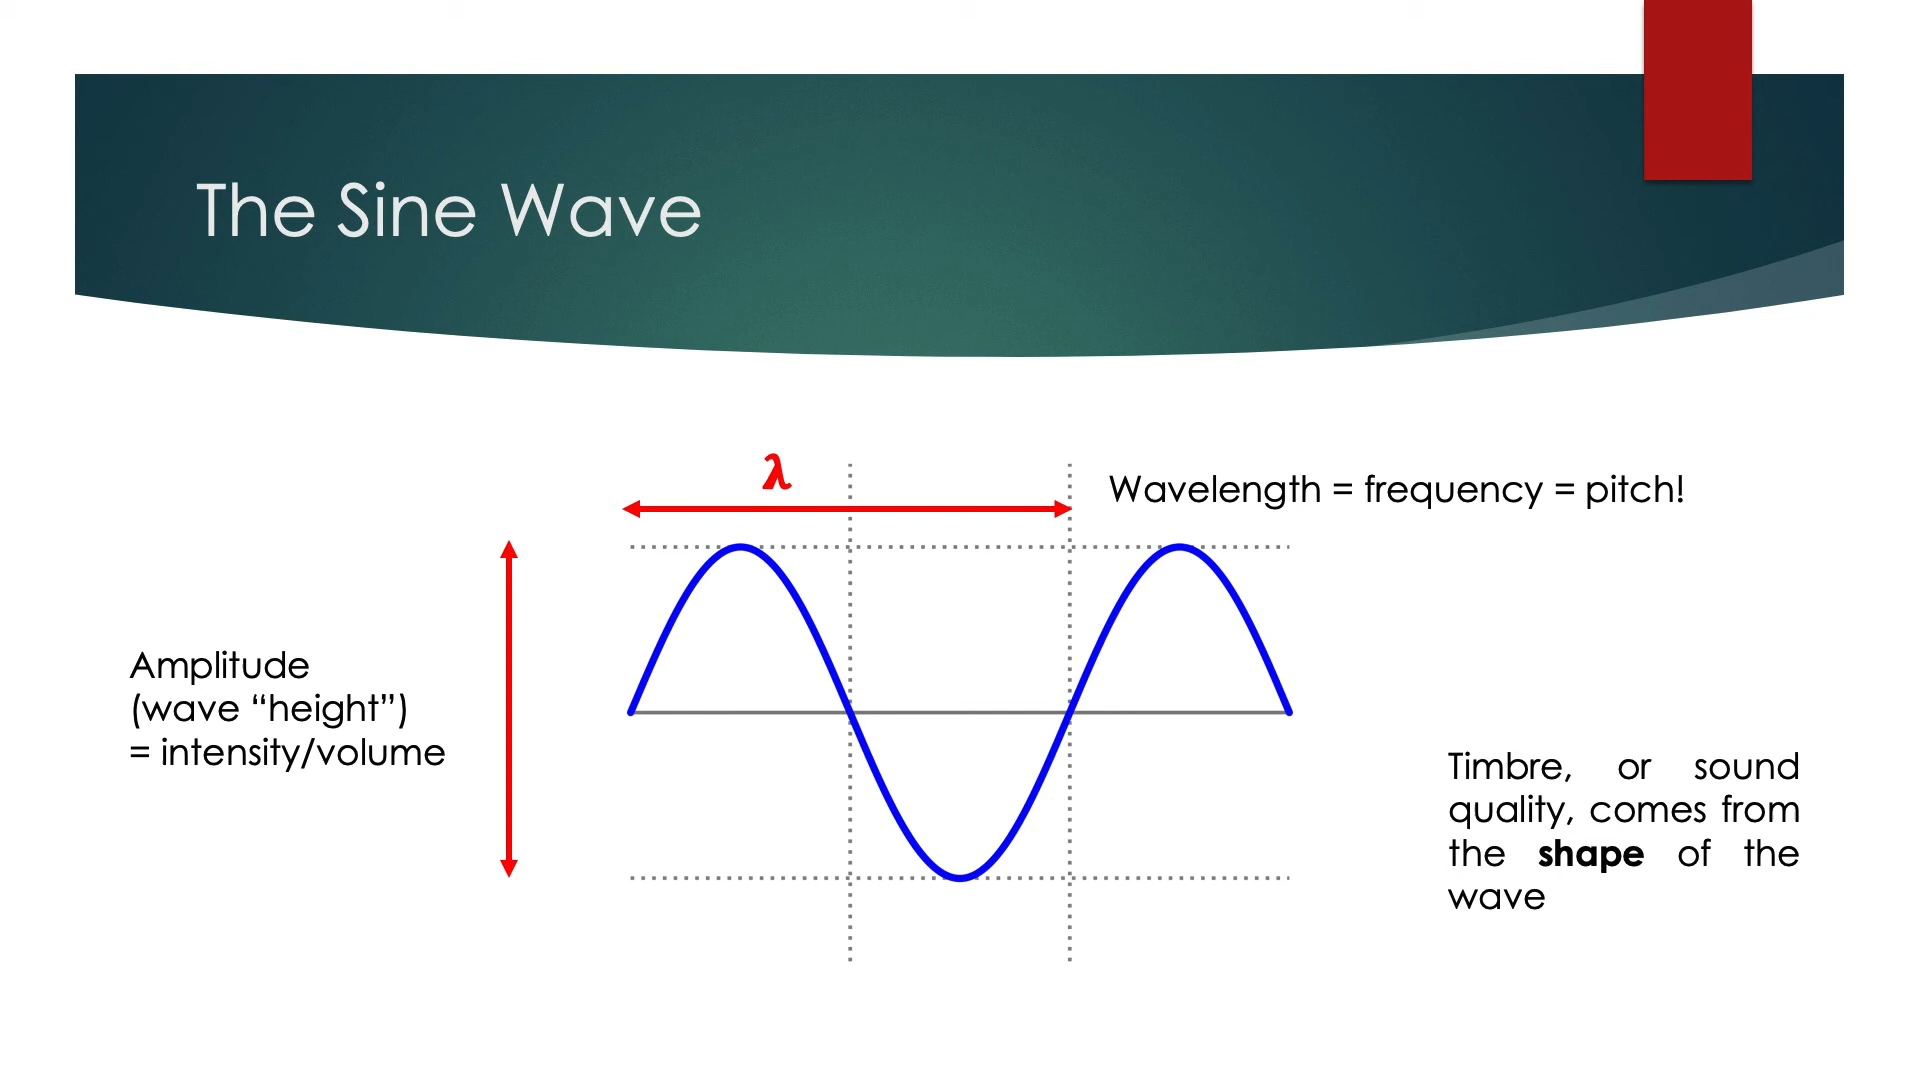 The Sine Wave
λ
Wavelength = frequency = pitch!
Amplitude
(wave “height”)
= intensity/volume
Timbre, or sound
quality, comes from
the shape of the
wave